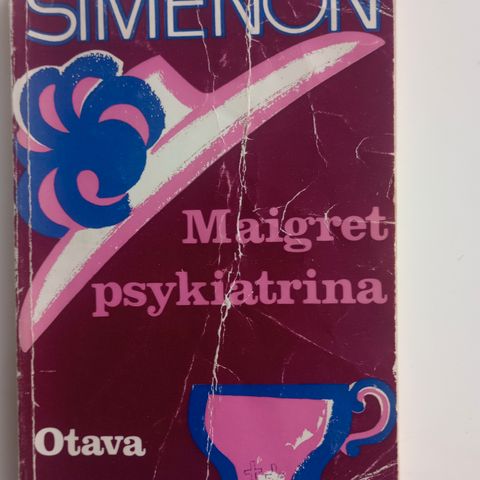 SIMENON
Maigret
psykiatrina
Otava